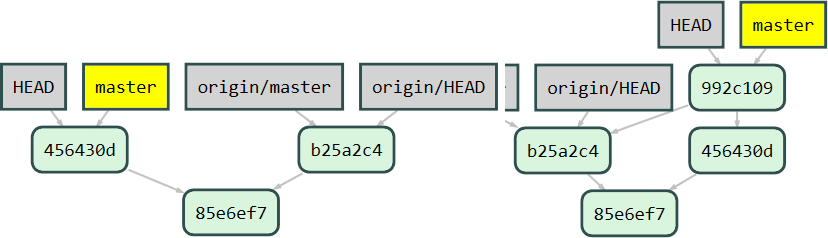 HEAD master
HEAD master origin/master origin/HEAD origin/HEAD 992c109
456430d b25a2c4 b25a2c4 456430d
85e6ef7 85e6ef7